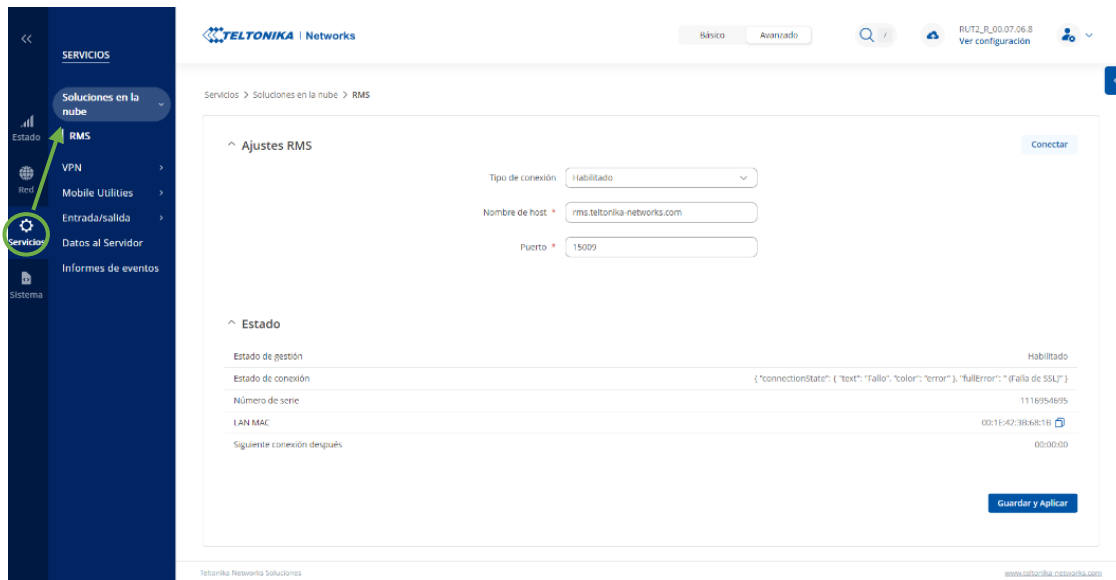 TELTONIKA | Networks
Básico
Avanzado
/
RUT2_R_00.07.06.8
Ver configuración
SERVICIOS
Soluciones en la
nube
RMS
VPN
Mobile Utilities
Entrada/salida
Datos al Servidor
Informes de eventos
Estado
Red
Servicios
Sistema
Servicios > Soluciones en la nube > RMS
Ajustes RMS
Conectar
Tipo de conexión Habilitado
Nombre de host * rms.teltonika-networks.com
Puerto * 15009
Estado
Estado de gestión Habilitado
Estado de conexión { "connectionState": { "text": "Fallo", "color": "error" }, "fullError": " (Falla de SSL)" }
Número de serie 1116954695
LAN MAC 00:1E:42:3B:68:1B
Siguiente conexión después 00:00:00
Guardar y Aplicar
Teltonika Networks Soluciones www.teltonika-networks.com